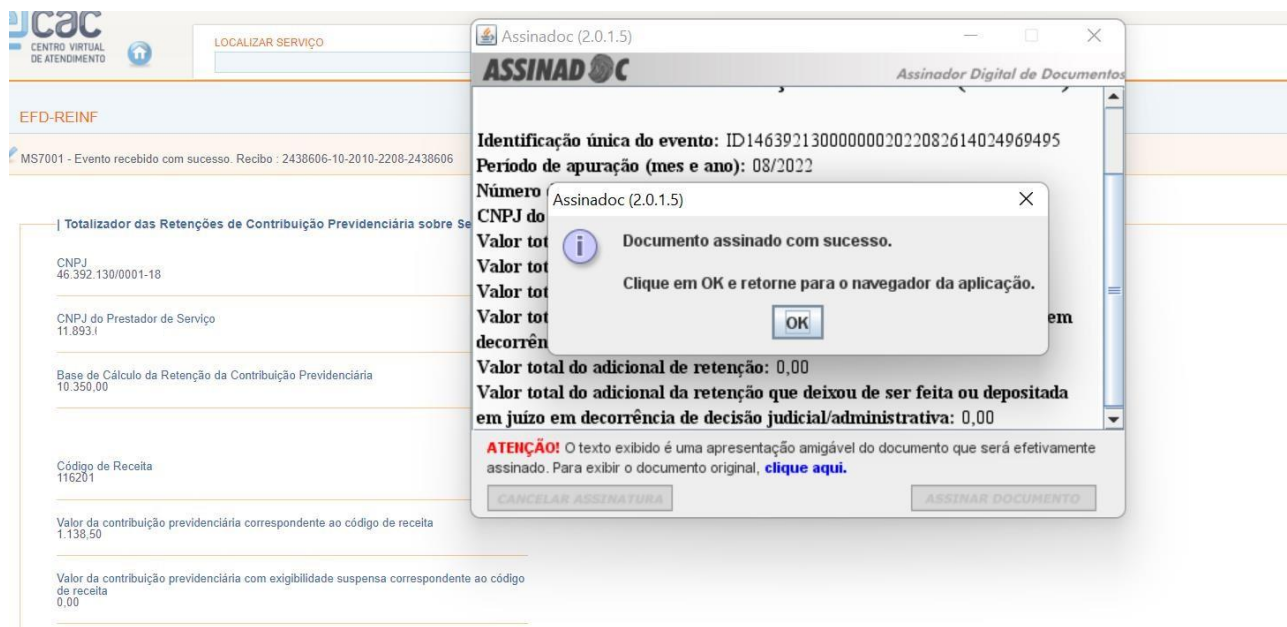 CAC
CENTRO VIRTUAL
DE ATENDIMENTO
LOCALIZAR SERVIÇO
EFD-REINF
MS7001 - Evento recebido com sucesso. Recibo : 2438606-10-2010-2208-2438606
| Totalizador das Retenções de Contribuição Previdenciária sobre Se
CNPJ
46.392.130/0001-18
CNPJ do Prestador de Serviço
11.893.
Base de Cálculo da Retenção da Contribuição Previdenciária
10.350,00
Código de Receita
116201
Valor da contribuição previdenciária correspondente ao código de receita
1.138,50
Valor da contribuição previdenciária com exigibilidade suspensa correspondente ao código
de receita
0,00
Assinadoc (2.0.1.5)
ASSINADOC
Assinador Digital de Documentos
Identificação única do evento: ID1463921300000002022082614024969495
Período de apuração (mes e ano): 08/2022
Número
CNPJ do
Valor tot
Valor tot
Valor tot
Valor tot em
decorrên
Valor total do adicional de retenção: 0,00
Valor total do adicional da retenção que deixou de ser feita ou depositada
em juízo em decorrência de decisão judicial/administrativa: 0,00
Assinadoc (2.0.1.5)
Documento assinado com sucesso.
Clique em OK e retorne para o navegador da aplicação.
OK
ATENÇÃO! O texto exibido é uma apresentação amigável do documento que será efetivamente
assinado. Para exibir o documento original, clique aqui.
CANCELAR ASSINATURA
ASSINAR DOCUMENTO